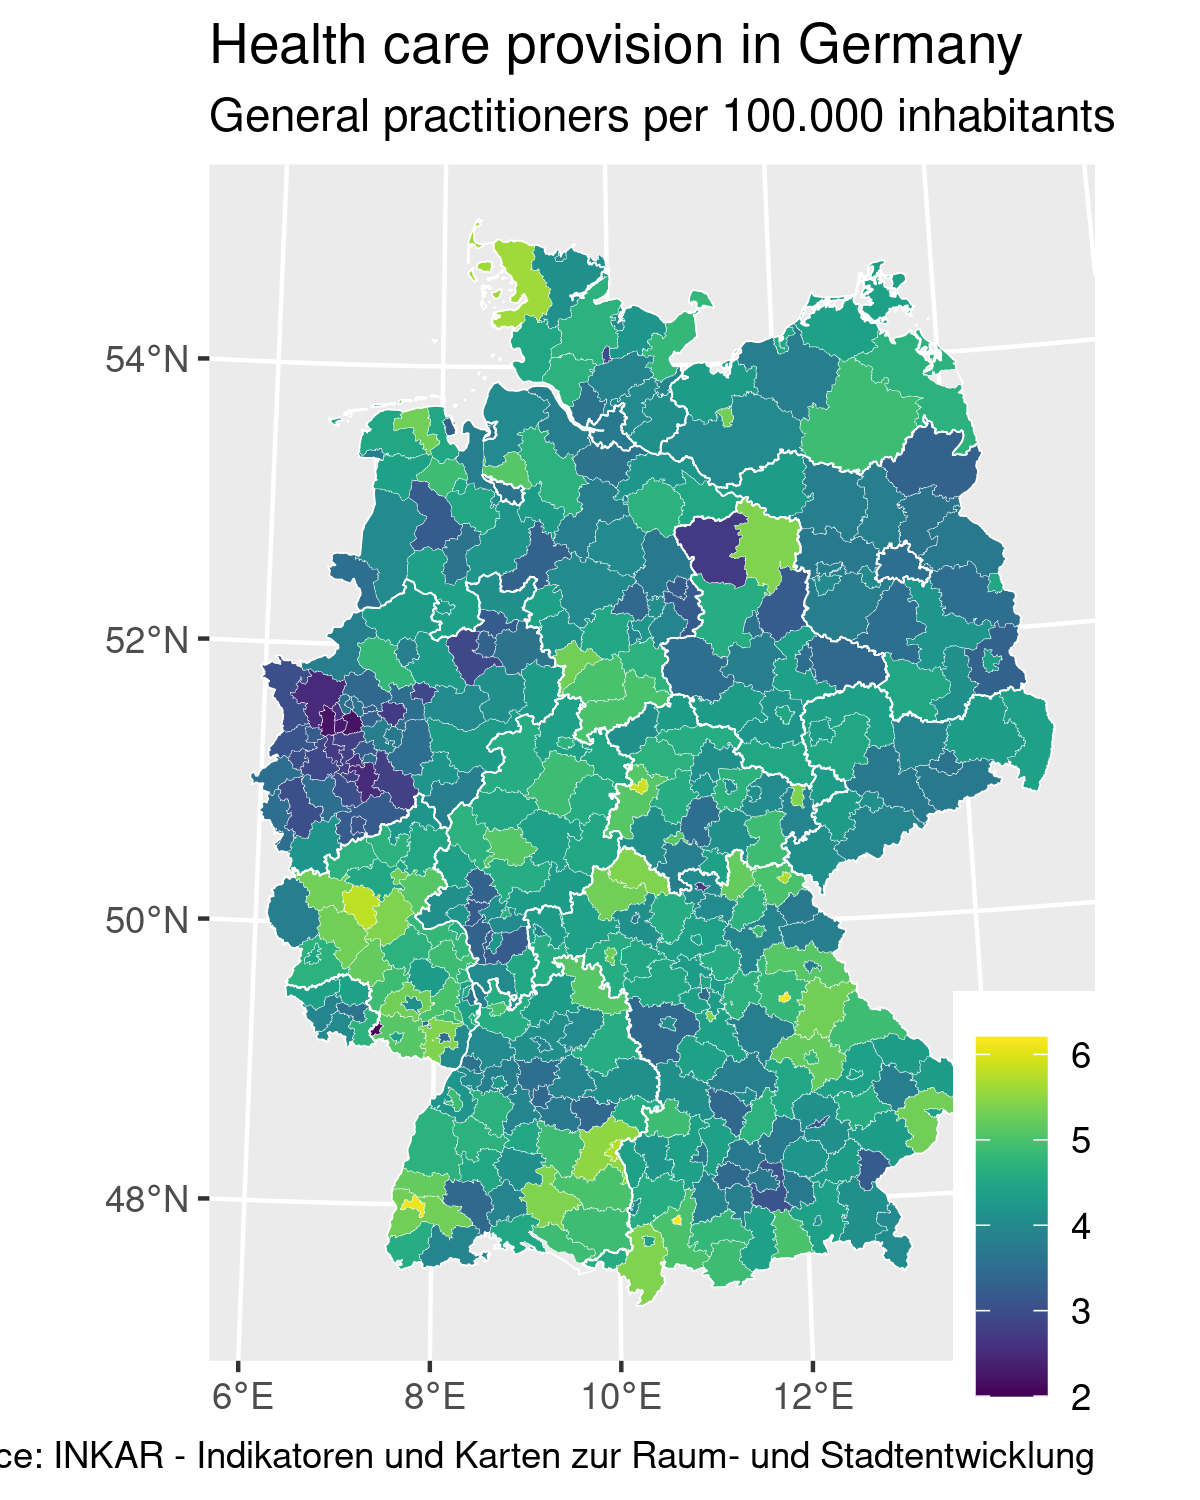 Health care provision in Germany
General practitioners per 100.000 inhabitants
54°N
52°N
50°N
48°N
6°E 8°E 10°E 12°E
6
5
4
3
2
ce: INKAR - Indikatoren und Karten zur Raum- und Stadtentwicklung